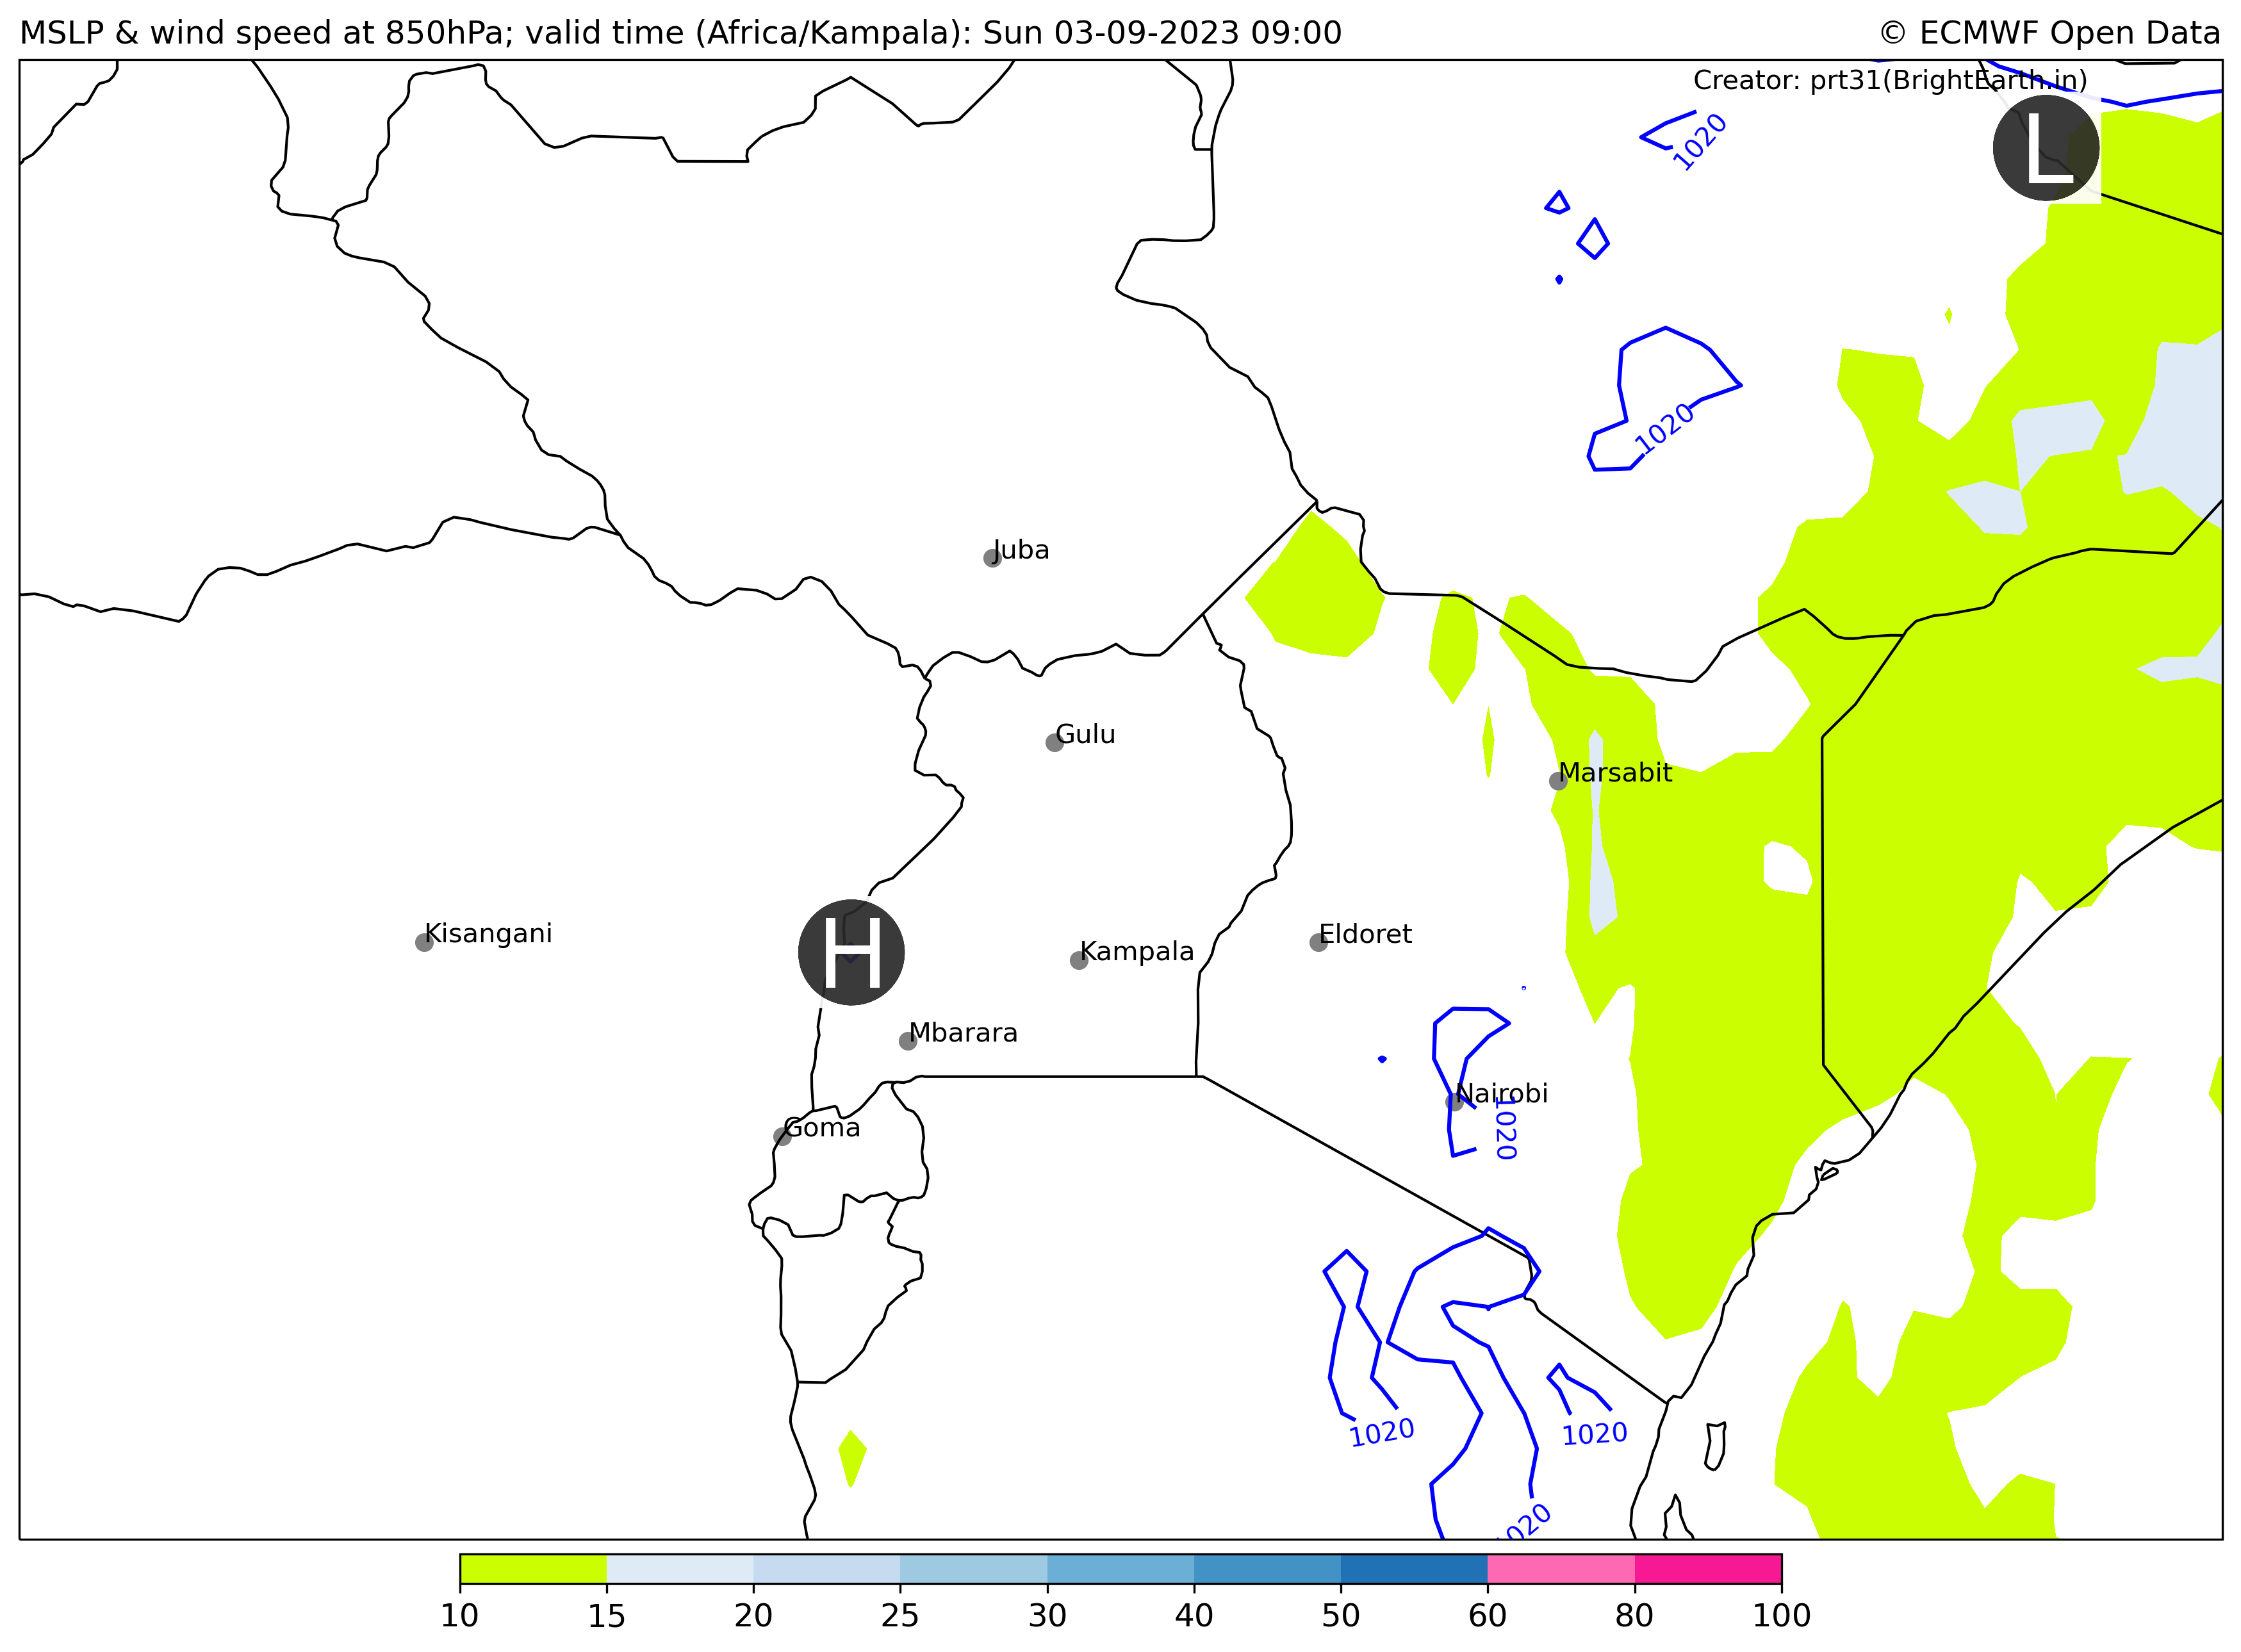 MSLP & wind speed at 850hPa; valid time (Africa/Kampala): Sun 03-09-2023 09:00
© ECMWF Open Data
Creator: prt31(BrightEarth.in)
L
1020
1020
Juba
Gulu
Marsabit
Kisangani
H
Kampala
Eldoret
Mbarara
Nairobi
1020
Goma
1020
1020
1020
10 15 20 25 30 40 50 60 80 100